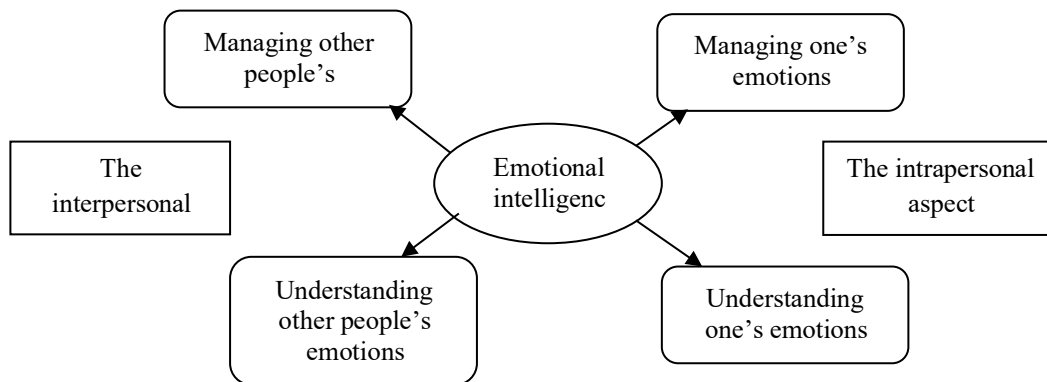 Managing other
people's
Managing one's
emotions
The
interpersonal
Emotional
intelligenc
The intrapersonal
aspect
Understanding
other people's
emotions
Understanding
one's emotions